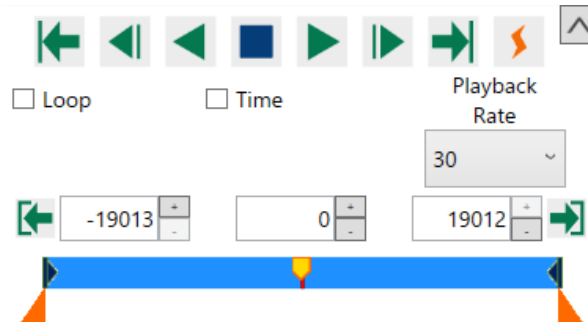 Loop
Time
Playback
Rate
30
-19013 + -
0 + -
19012 + -